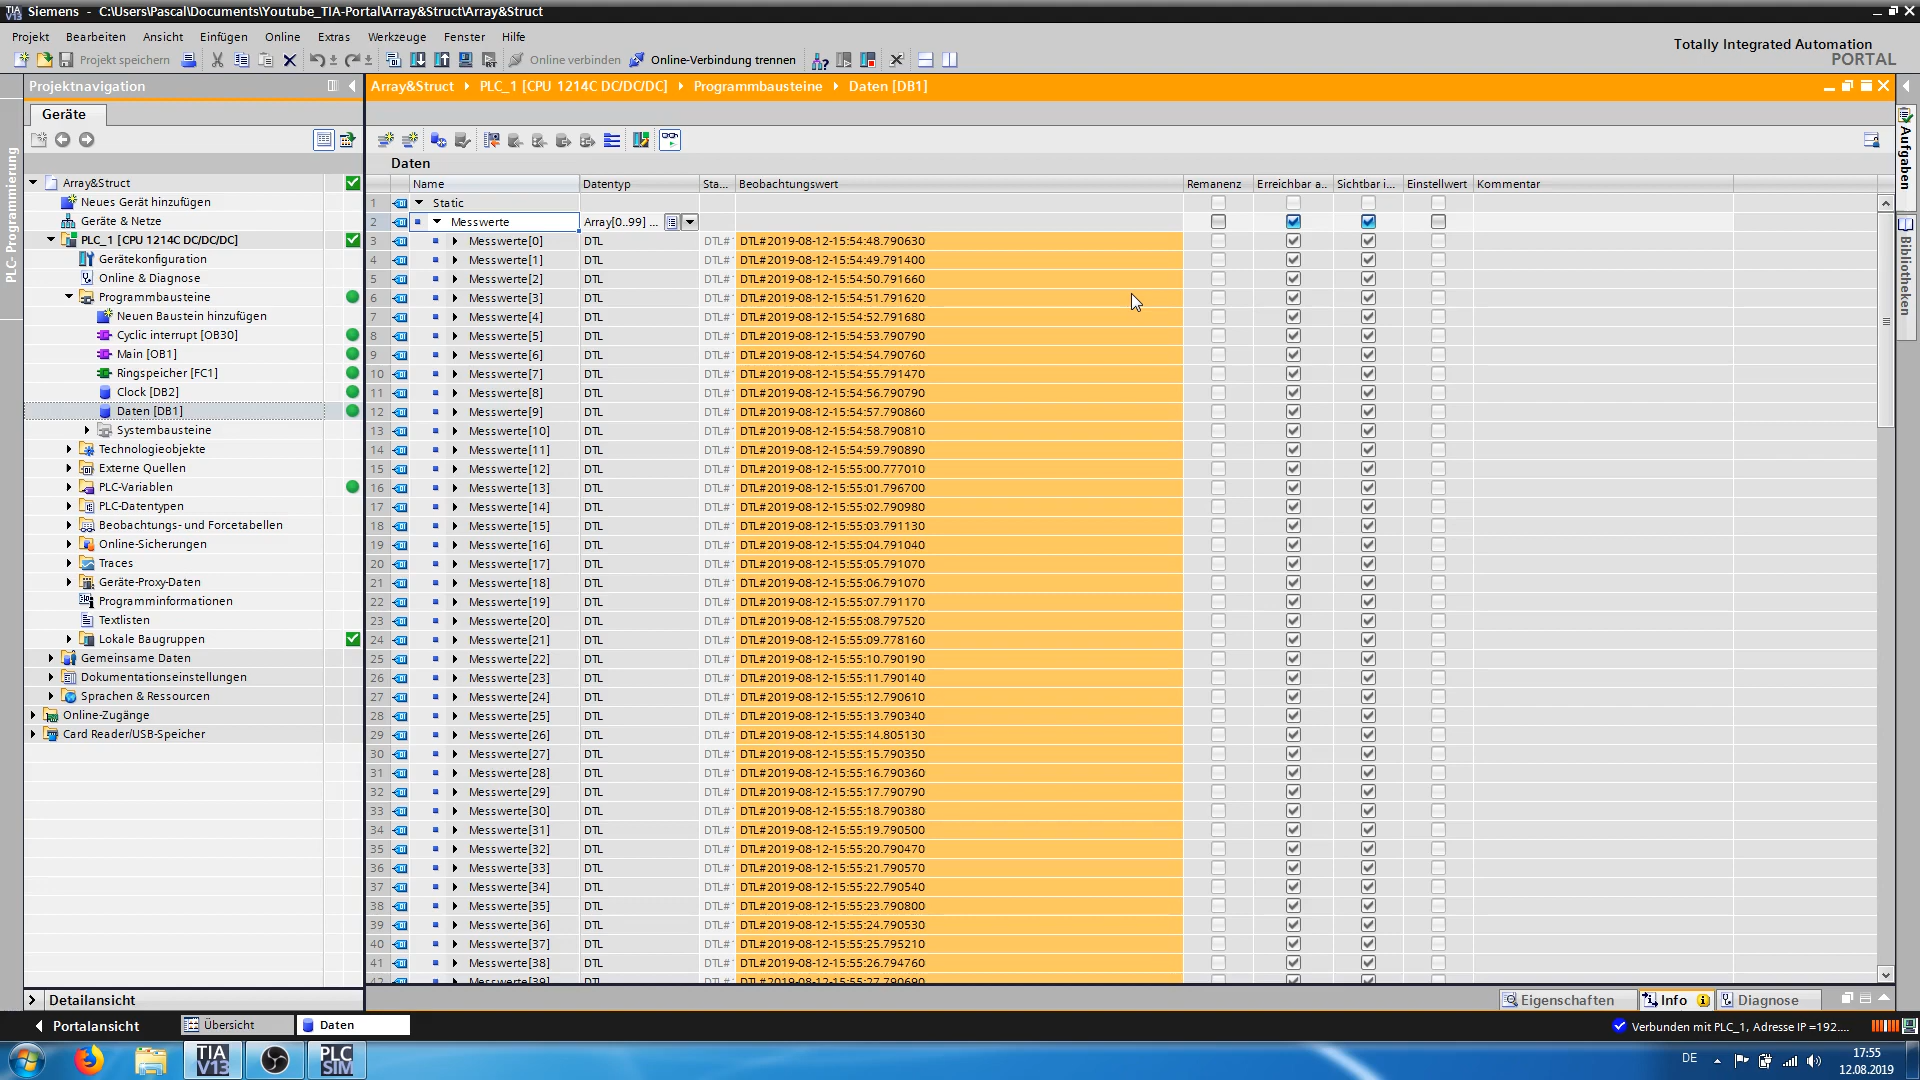 Siemens - C:\Users\Pascal\Documents\Youtube_TIA-Portal\Array&Struct\Array&Struct
Projekt Bearbeiten Ansicht Einfügen Online Extras Werkzeuge Fenster Hilfe
Totally Integrated Automation
PORTAL
Projekt speichern Online verbinden Online-Verbindung trennen
Projektnavigation
Array&Struct PLC_1 [CPU 1214C DC/DC/DC] Programmbausteine Daten [DB1]
Geräte
PLC-Programmierung
Array&Struct
Neues Gerät hinzufügen
Geräte & Netze
PLC_1 [CPU 1214C DC/DC/DC]
Gerätekonfiguration
Online & Diagnose
Programmbausteine
Neuen Baustein hinzufügen
Cyclic interrupt [OB30]
Main [OB1]
Ringspeicher [FC1]
Clock [DB2]
Daten [DB1]
Systembausteine
Technologieobjekte
Externe Quellen
PLC-Variablen
PLC-Datentypen
Beobachtungs- und Forcetabellen
Online-Sicherungen
Traces
Geräte-Proxy-Daten
Programminformationen
Textlisten
Lokale Baugruppen
Gemeinsame Daten
Dokumentationseinstellungen
Sprachen & Ressourcen
Online-Zugänge
Card Reader/USB-Speicher
Detailansicht
Daten
Name Datentyp Sta... Beobachtungswert Remanenz Erreichbar a.. Sichtbar i... Einstellwert Kommentar
1 Static
2 Messwerte Array[0..99] ...
3 Messwerte[0] DTL DTL# DTL#2019-08-12-15:54:48.790630
4 Messwerte[1] DTL DTL# DTL#2019-08-12-15:54:49.791400
5 Messwerte[2] DTL DTL# DTL#2019-08-12-15:54:50.791660
6 Messwerte[3] DTL DTL# DTL#2019-08-12-15:54:51.791620
7 Messwerte[4] DTL DTL# DTL#2019-08-12-15:54:52.791680
8 Messwerte[5] DTL DTL# DTL#2019-08-12-15:54:53.790790
9 Messwerte[6] DTL DTL# DTL#2019-08-12-15:54:54.790760
10 Messwerte[7] DTL DTL# DTL#2019-08-12-15:54:55.791470
11 Messwerte[8] DTL DTL# DTL#2019-08-12-15:54:56.790790
12 Messwerte[9] DTL DTL# DTL#2019-08-12-15:54:57.790860
13 Messwerte[10] DTL DTL# DTL#2019-08-12-15:54:58.790810
14 Messwerte[11] DTL DTL# DTL#2019-08-12-15:54:59.790890
15 Messwerte[12] DTL DTL# DTL#2019-08-12-15:55:00.777010
16 Messwerte[13] DTL DTL# DTL#2019-08-12-15:55:01.796700
17 Messwerte[14] DTL DTL# DTL#2019-08-12-15:55:02.790980
18 Messwerte[15] DTL DTL# DTL#2019-08-12-15:55:03.791130
19 Messwerte[16] DTL DTL# DTL#2019-08-12-15:55:04.791040
20 Messwerte[17] DTL DTL# DTL#2019-08-12-15:55:05.791070
21 Messwerte[18] DTL DTL# DTL#2019-08-12-15:55:06.791070
22 Messwerte[19] DTL DTL# DTL#2019-08-12-15:55:07.791170
23 Messwerte[20] DTL DTL# DTL#2019-08-12-15:55:08.797520
24 Messwerte[21] DTL DTL# DTL#2019-08-12-15:55:09.778160
25 Messwerte[22] DTL DTL# DTL#2019-08-12-15:55:10.790190
26 Messwerte[23] DTL DTL# DTL#2019-08-12-15:55:11.790140
27 Messwerte[24] DTL DTL# DTL#2019-08-12-15:55:12.790610
28 Messwerte[25] DTL DTL# DTL#2019-08-12-15:55:13.790340
29 Messwerte[26] DTL DTL# DTL#2019-08-12-15:55:14.805130
30 Messwerte[27] DTL DTL# DTL#2019-08-12-15:55:15.790350
31 Messwerte[28] DTL DTL# DTL#2019-08-12-15:55:16.790360
32 Messwerte[29] DTL DTL# DTL#2019-08-12-15:55:17.790790
33 Messwerte[30] DTL DTL# DTL#2019-08-12-15:55:18.790380
34 Messwerte[31] DTL DTL# DTL#2019-08-12-15:55:19.790500
35 Messwerte[32] DTL DTL# DTL#2019-08-12-15:55:20.790470
36 Messwerte[33] DTL DTL# DTL#2019-08-12-15:55:21.790570
37 Messwerte[34] DTL DTL# DTL#2019-08-12-15:55:22.790540
38 Messwerte[35] DTL DTL# DTL#2019-08-12-15:55:23.790800
39 Messwerte[36] DTL DTL# DTL#2019-08-12-15:55:24.790530
40 Messwerte[37] DTL DTL# DTL#2019-08-12-15:55:25.795210
41 Messwerte[38] DTL DTL# DTL#2019-08-12-15:55:26.794760
42 Messwerte[39] DTL DTL# DTL#2019-08-12-15:55:27.790690
Aufgaben
Bibliotheken
Eigenschaften Info Diagnose
Portalansicht Übersicht Daten
Verbunden mit PLC_1, Adresse IP =192....
TIA V13
PLC SIM
DE
17:55
12.08.2019